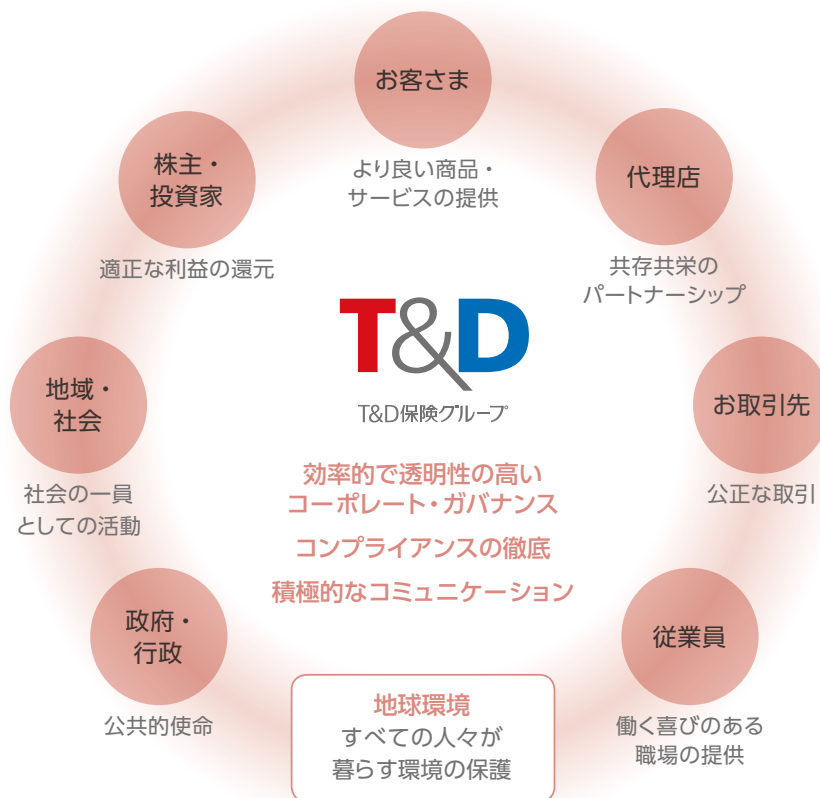 お客さま
より良い商品・
サービスの提供
株主・
投資家
適正な利益の還元
代理店
共存共栄の
パートナーシップ
T&D
T&D保険グループ
地域・
社会
社会の一員
としての活動
お取引先
公正な取引
効率的で透明性の高い
コーポレート・ガバナンス
コンプライアンスの徹底
積極的なコミュニケーション
政府・
行政
公共的使命
従業員
働く喜びのある
職場の提供
地球環境
すべての人々が
暮らす環境の保護